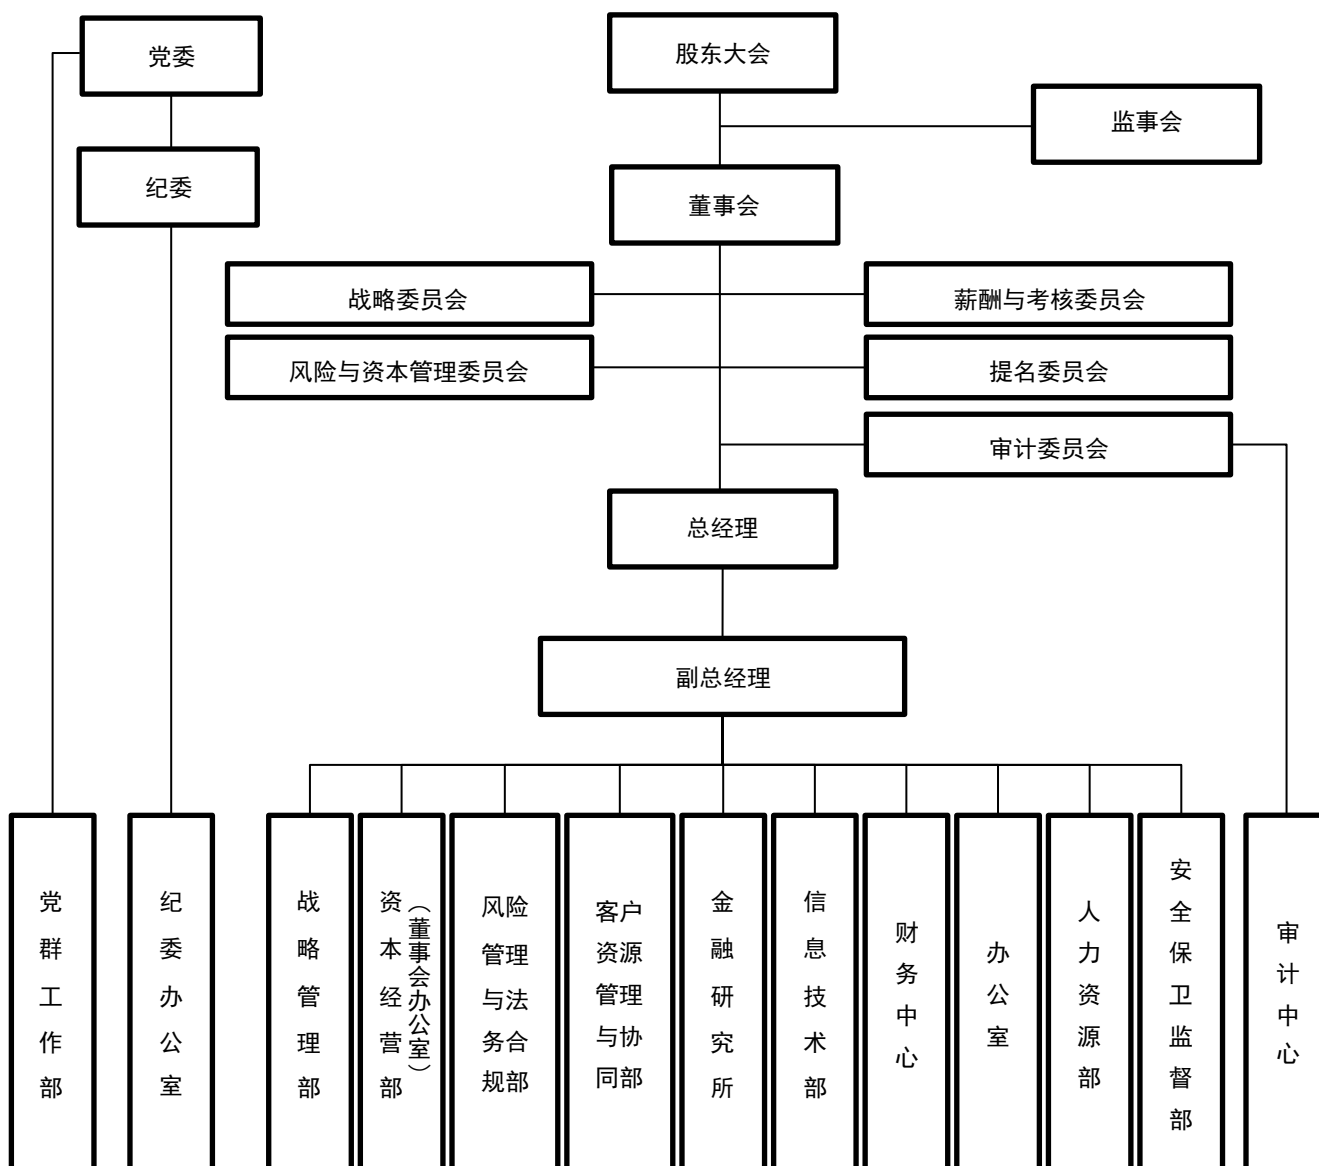 党委
股东大会
监事会
纪委
董事会
战略委员会
薪酬与考核委员会
风险与资本管理委员会
提名委员会
审计委员会
总经理
副总经理
党群工作部
纪委办公室
战略管理部
资本经营部
（董事会办公室）
风险
管理
与法
务合
规部
客户
资源
管理
与协
同部
金融研究所
信息技术部
财务中心
办公室
人力资源部
安全保卫监督部
审计中心